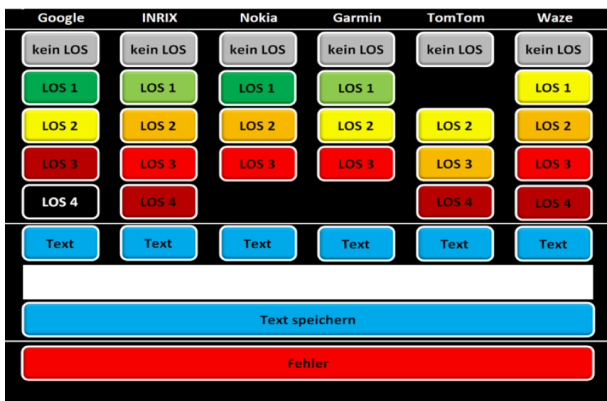 Google INRIX Nokia Garmin TomTom Waze
kein LOS kein LOS kein LOS kein LOS kein LOS kein LOS
LOS 1 LOS 1 LOS 1 LOS 1 LOS 1
LOS 2 LOS 2 LOS 2 LOS 2 LOS 2 LOS 2
LOS 3 LOS 3 LOS 3 LOS 3 LOS 3 LOS 3
LOS 4 LOS 4 LOS 4 LOS 4
Text Text Text Text Text Text
Text speichern
Fehler